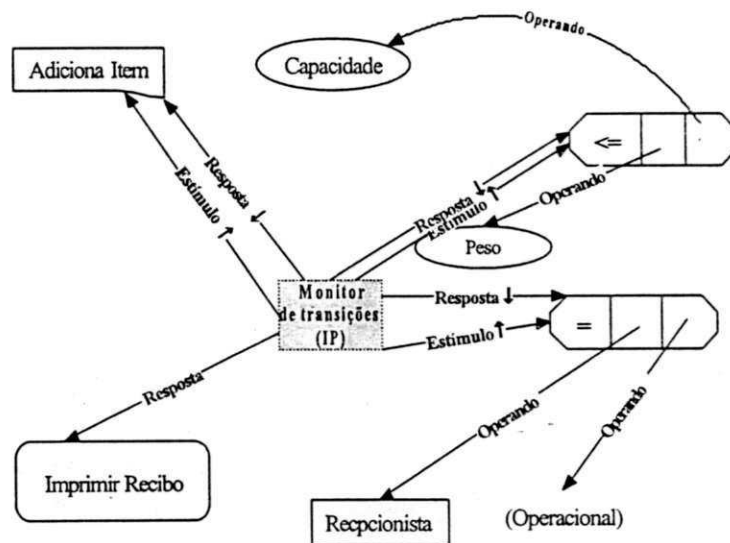 Operando
Adiciona Item
Capacidade
<=
Resposta ↓
Estímulo ↑
Resposta ↓
Estímulo ↑
Operando
Peso
Monitor
de transições
(IP)
Resposta ↓
Estímulo ↑
=
Resposta
Operando
Operando
Imprimir Recibo
Recpcionista
(Operacional)